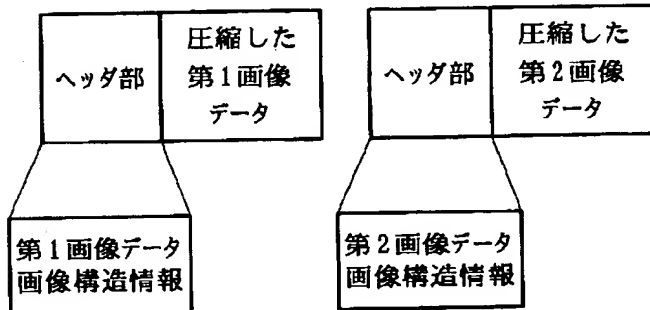 ヘッダ部
圧縮した
第1画像
データ
ヘッダ部
圧縮した
第2画像
データ
第1画像データ
画像構造情報
第2画像データ
画像構造情報